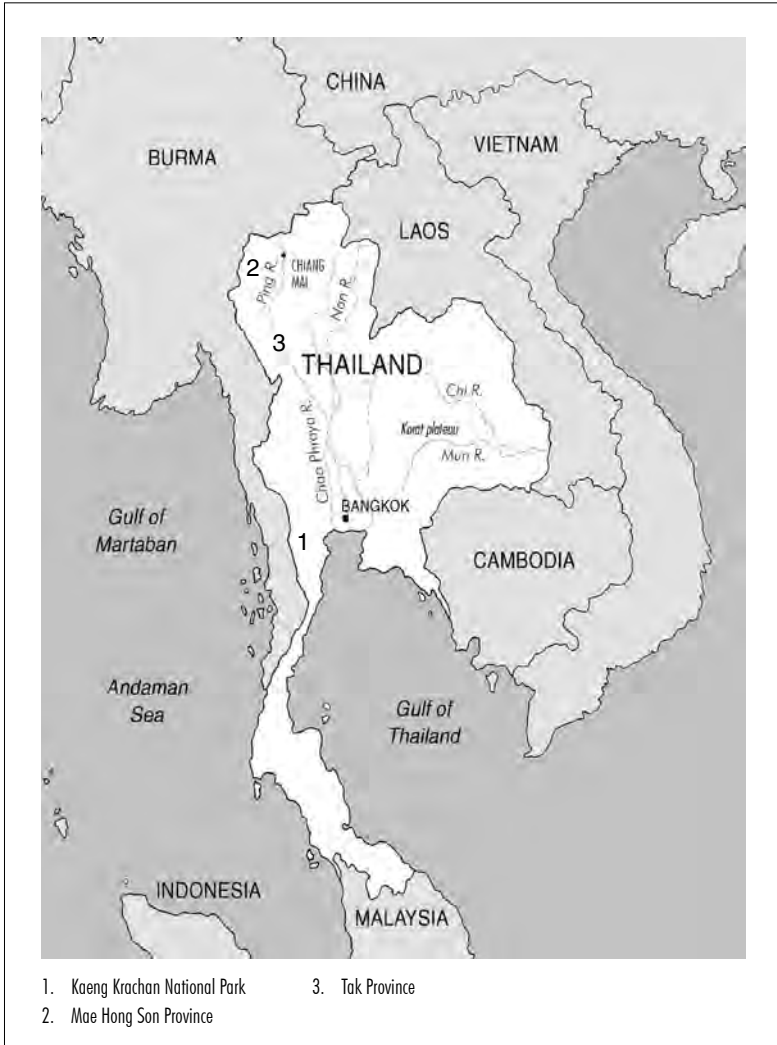 CHINA
BURMA
VIETNAM
LAOS
2
Ping R.
CHIANG
MAI
Nan R.
3
THAILAND
Chi R.
Korat plateau
Chao Phraya R.
Mun R.
BANGKOK
Gulf of
Martaban
1
CAMBODIA
Andaman
Sea
Gulf of
Thailand
INDONESIA
MALAYSIA
1. Kaeng Krachan National Park
3. Tak Province
2. Mae Hong Son Province